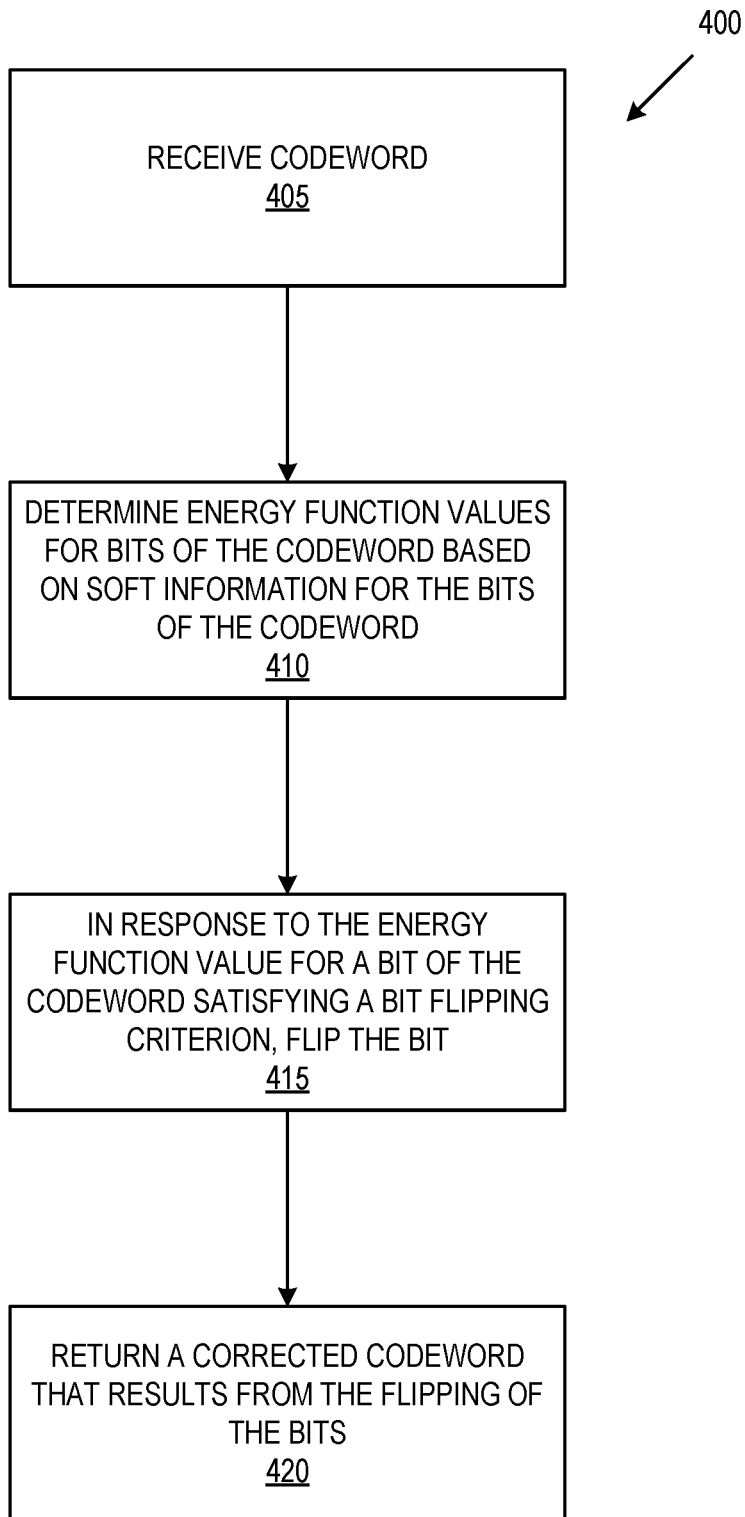 400
RECEIVE CODEWORD
405
DETERMINE ENERGY FUNCTION VALUES
FOR BITS OF THE CODEWORD BASED
ON SOFT INFORMATION FOR THE BITS
OF THE CODEWORD
410
IN RESPONSE TO THE ENERGY
FUNCTION VALUE FOR A BIT OF THE
CODEWORD SATISFYING A BIT FLIPPING
CRITERION, FLIP THE BIT
415
RETURN A CORRECTED CODEWORD
THAT RESULTS FROM THE FLIPPING OF
THE BITS
420